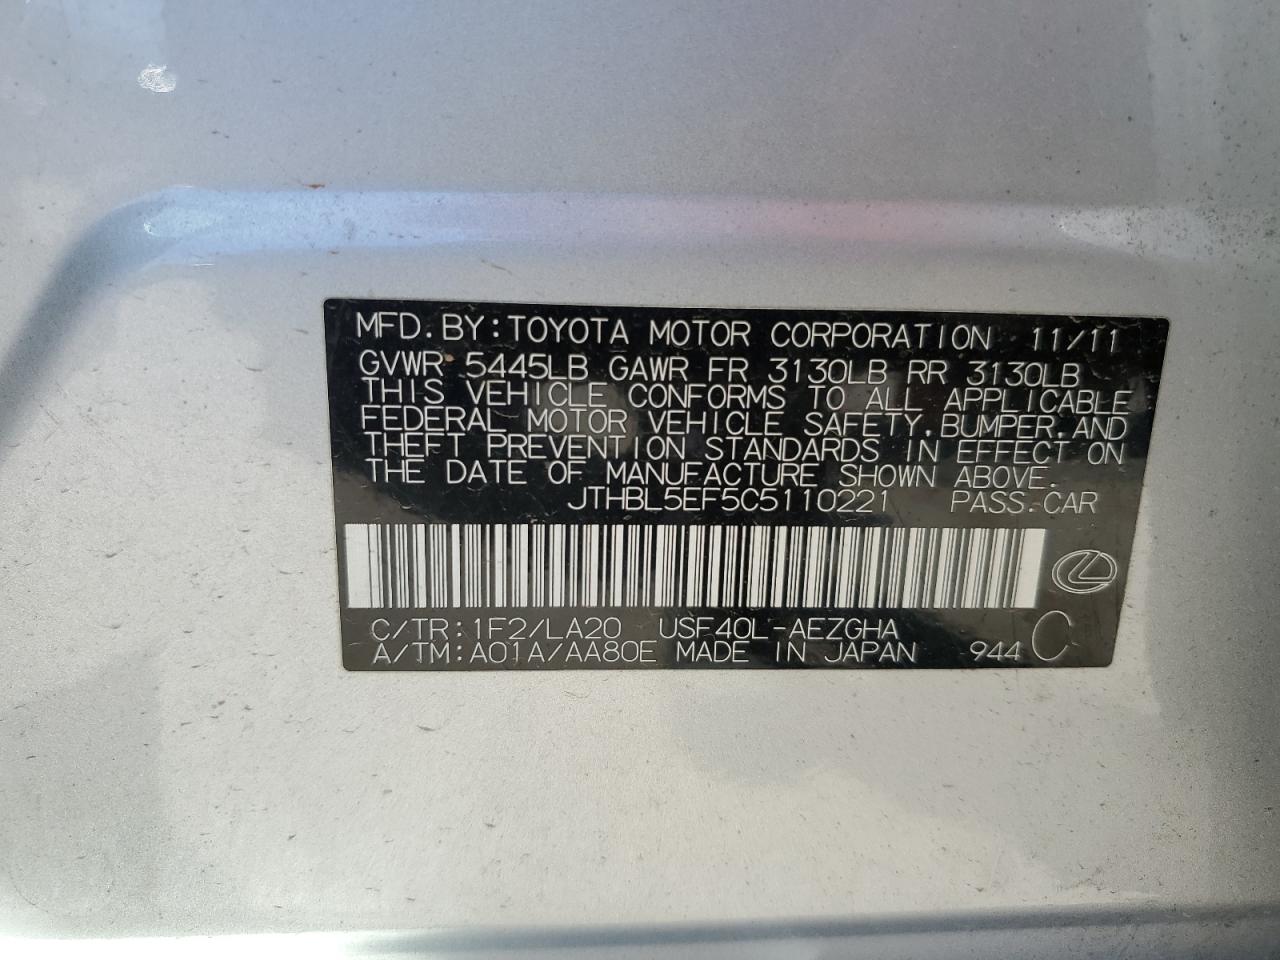 MFD. BY: TOYOTA MOTOR CORPORATION 11/11
GVWR 5445LB GAWR FR 3130LB RR 3130LB
THIS VEHICLE CONFORMS TO ALL APPLICABLE
FEDERAL MOTOR VEHICLE SAFETY, BUMPER, AND
THEFT PREVENTION STANDARDS IN EFFECT ON
THE DATE OF MANUFACTURE SHOWN ABOVE.
JTHBL5EF5C5110221 PASS. CAR
C/TR: 1F2/LA20 USF40L-AEZGHA
A/TM: A01A/AA80E MADE IN JAPAN 944 C